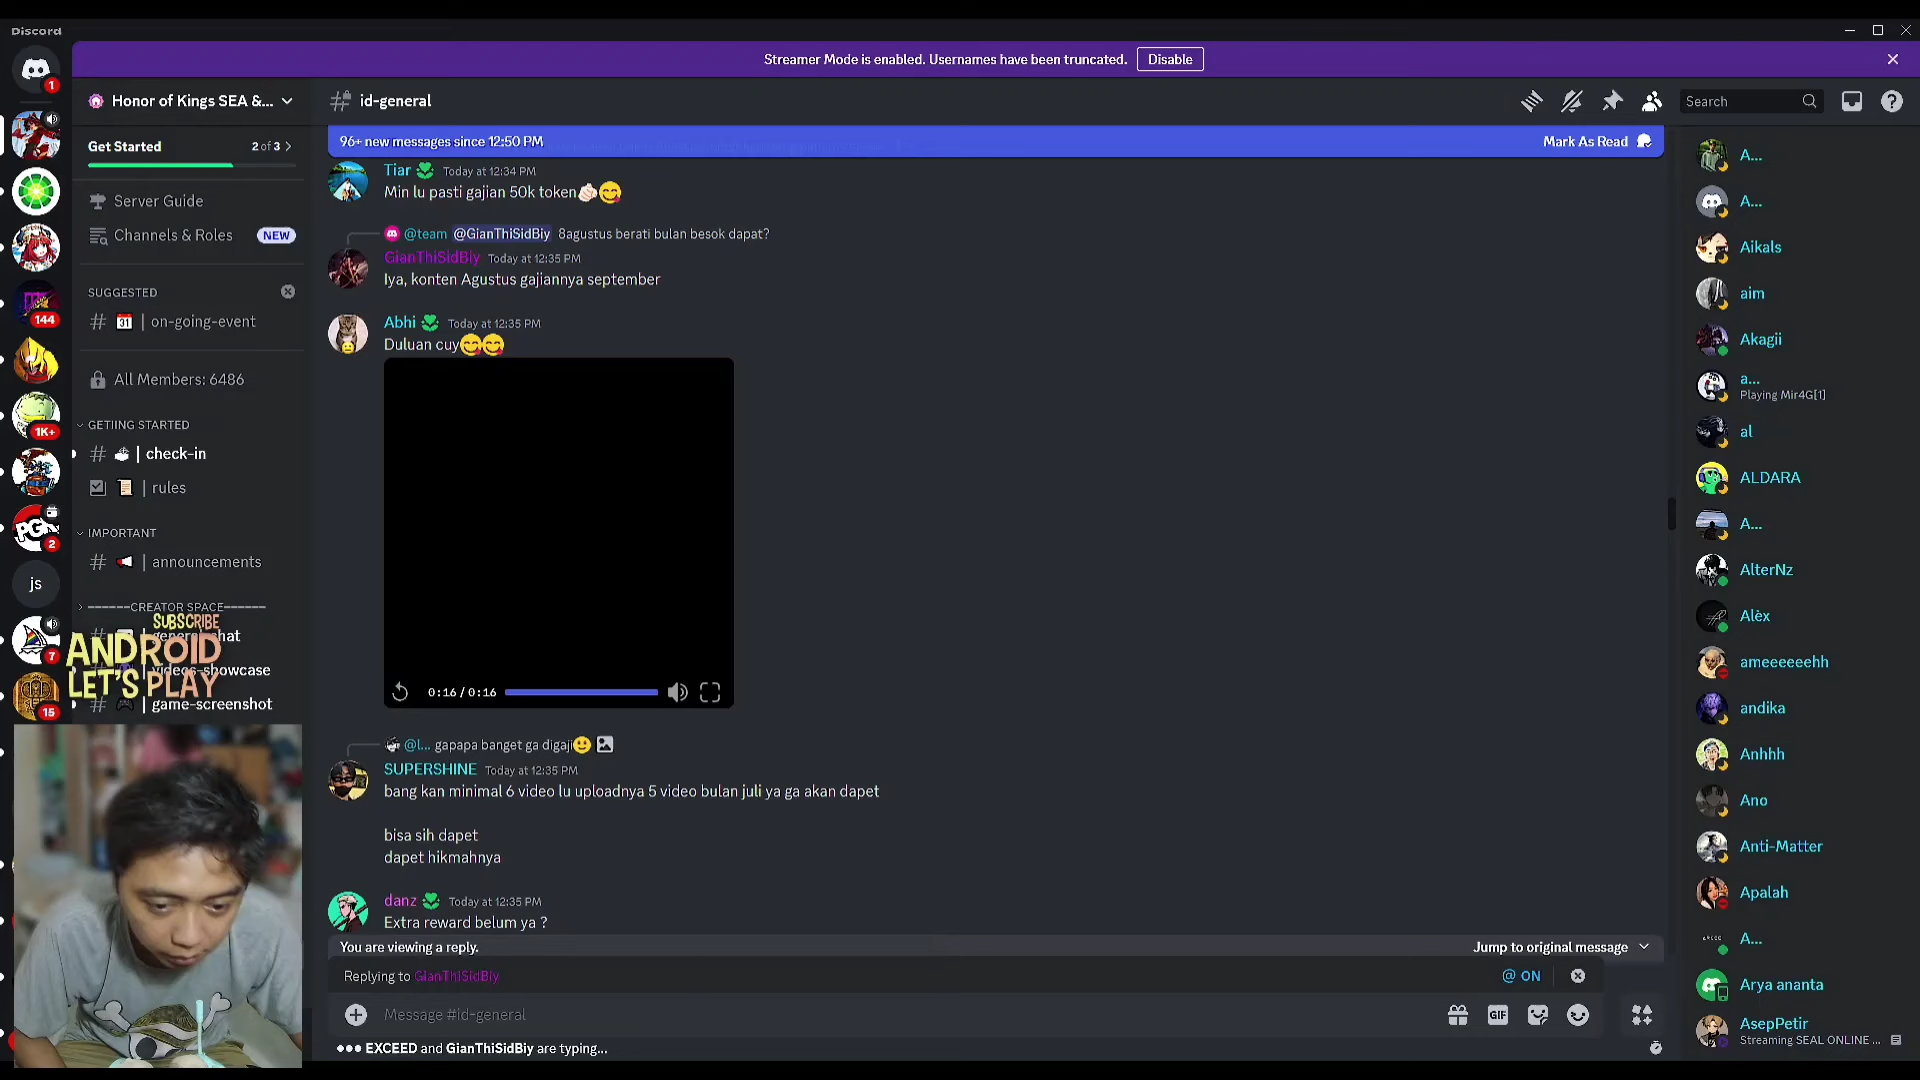 Discord
Streamer Mode is enabled. Usernames have been truncated.
Disable
1
Honor of Kings SEA &...
id-general
Search
Get Started
2 of 3
Server Guide
Channels & Roles
NEW
SUGGESTED
31 | on-going-event
All Members: 6486
GETTING STARTED
| check-in
| rules
IMPORTANT
| announcements
------CREATOR SPACE------
videos-showcase
| game-screenshot
144
1K+
PGN
2
js
7
15
SUBSCRIBE
ANDROID
LET'S PLAY
96+ new messages since 12:50 PM
Mark As Read
Tiar Today at 12:34 PM
Min lu pasti gajian 50k token
@team @GianThiSidBiy 8agustus berati bulan besok dapat?
GianThiSidBiy Today at 12:35 PM
Iya, konten Agustus gajiannya september
Abhi Today at 12:35 PM
Duluan cuy
0:16 / 0:16
@l... gapapa banget ga digaji
SUPERSHINE Today at 12:35 PM
bang kan minimal 6 video lu uploadnya 5 video bulan juli ya ga akan dapet
bisa sih dapet
dapet hikmahnya
danz Today at 12:35 PM
Extra reward belum ya ?
You are viewing a reply.
Jump to original message
Replying to GianThiSidBiy
@ ON
Message #id-general
GIF
EXCEED and GianThiSidBiy are typing...
A...
A...
Aikals
aim
Akagii
a...
Playing Mir4G[1]
al
ALDARA
A...
AlterNz
Alèx
ameeeeeehh
andika
Anhhh
Ano
Anti-Matter
Apalah
A...
Arya ananta
AsepPetir
Streaming SEAL ONLINE ...